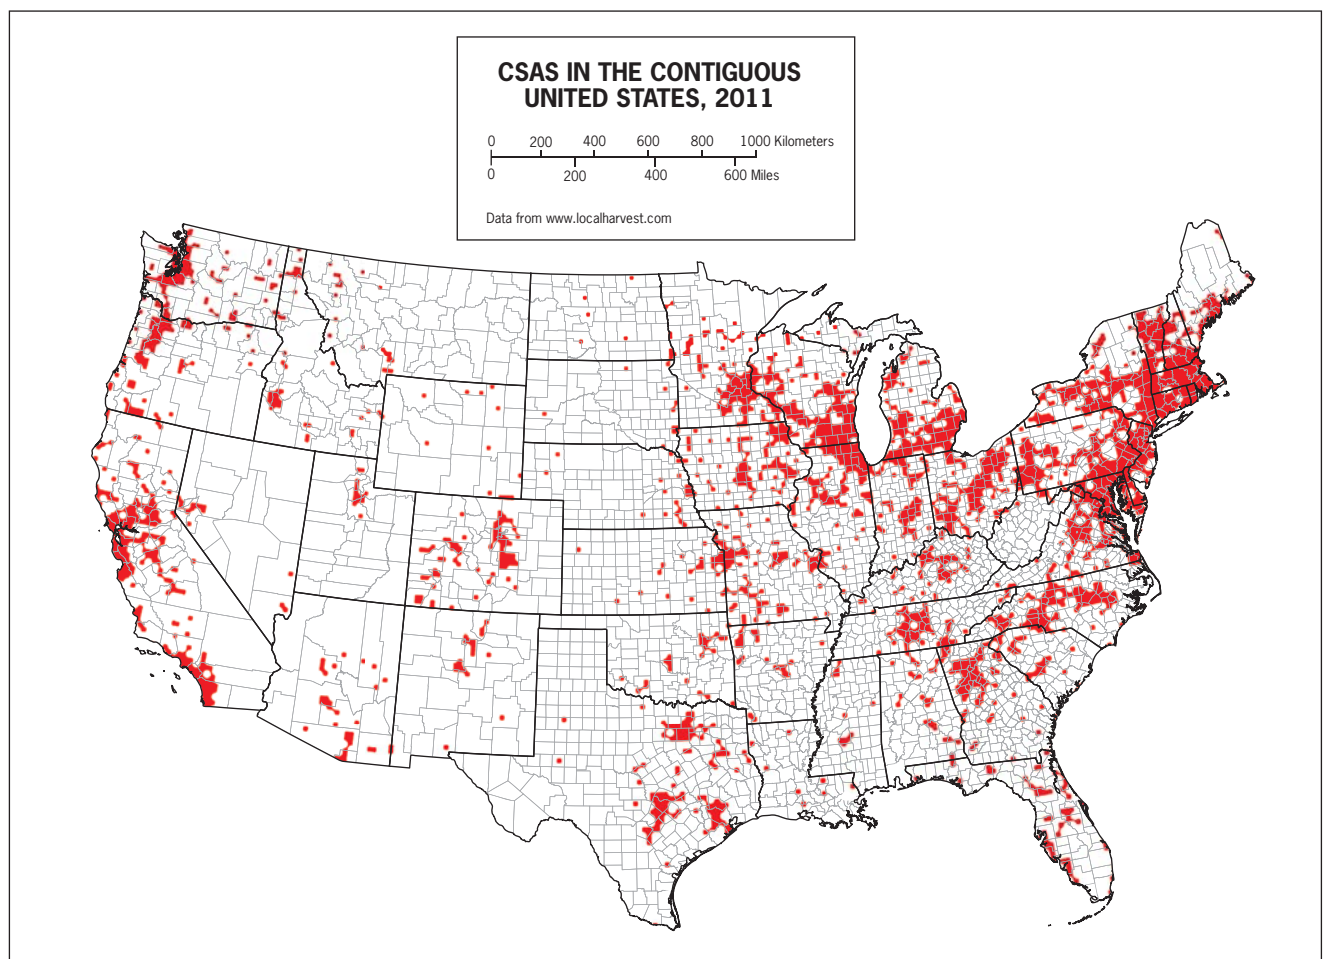 CSAS IN THE CONTIGUOUS
UNITED STATES, 2011
0 200 400 600 800 1000 Kilometers
0 200 400 600 Miles
Data from www.localharvest.com